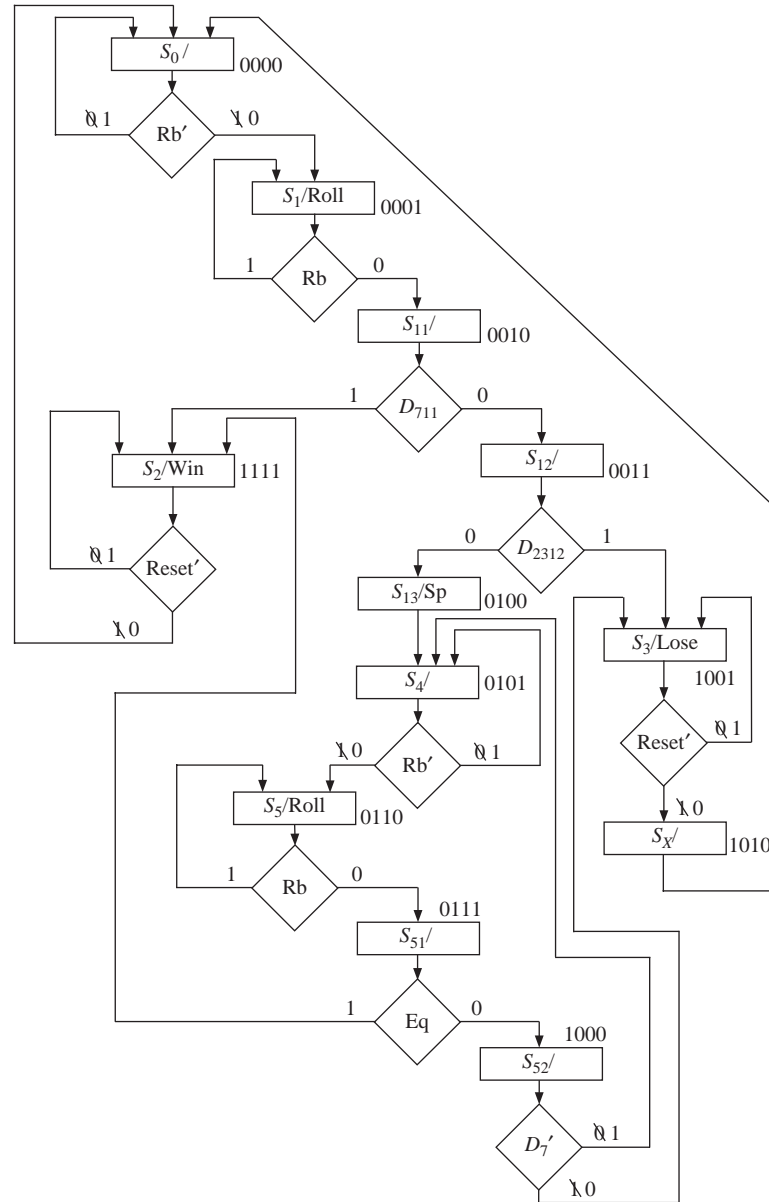 S₀/
0000
0 1
Rb′
1 0
S₁/Roll
0001
1
Rb
0
S₁₁/
0010
1
D₇₁₁
0
S₂/Win
1111
S₁₂/
0011
0 1
Reset′
1 0
0
D₂₃₁₂
1
S₁₃/Sp
0100
S₃/Lose
1001
S₄/
0101
1 0
Rb′
0 1
Reset′
0 1
1 0
S₅/Roll
0110
Sₓ/
1010
1
Rb
0
0111
S₅₁/
1
Eq
0
1000
S₅₂/
D₇′
0 1
1 0